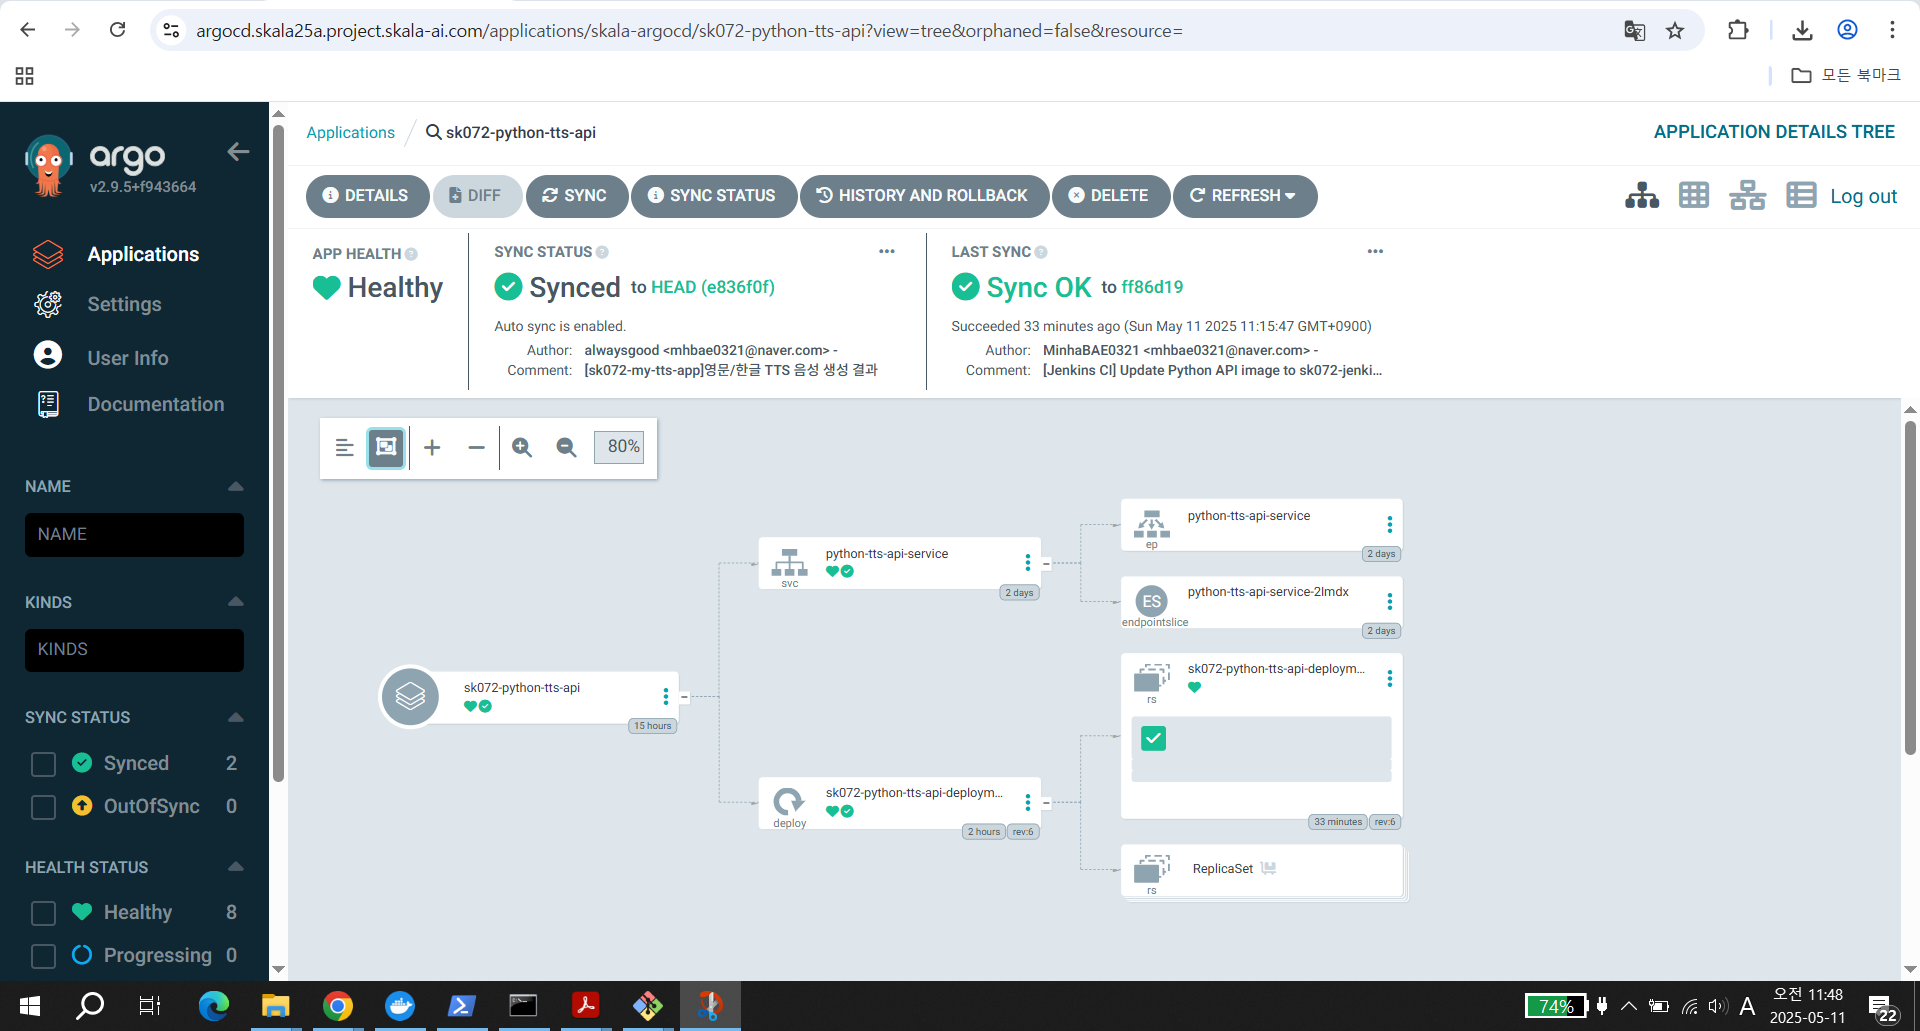 argocd.skala25a.project.skala-ai.com/applications/skala-argocd/sk072-python-tts-api?view=tree&orphaned=false&resource=
모든 북마크
argo
v2.9.5+f943664
Applications
Settings
User Info
Documentation
NAME
NAME
KINDS
KINDS
SYNC STATUS
Synced 2
OutOfSync 0
HEALTH STATUS
Healthy 8
Progressing 0
Applications / sk072-python-tts-api
APPLICATION DETAILS TREE
DETAILS DIFF SYNC SYNC STATUS HISTORY AND ROLLBACK DELETE REFRESH
Log out
APP HEALTH
Healthy
SYNC STATUS
Synced to HEAD (e836f0f)
Auto sync is enabled.
Author: alwaysgood <mhbae0321@naver.com> -
Comment: [sk072-my-tts-app]영문/한글 TTS 음성 생성 결과
LAST SYNC
Sync OK to ff86d19
Succeeded 33 minutes ago (Sun May 11 2025 11:15:47 GMT+0900)
Author: MinhaBAE0321 <mhbae0321@naver.com> -
Comment: [Jenkins CI] Update Python API image to sk072-jenki...
80%
sk072-python-tts-api
15 hours
python-tts-api-service
svc
2 days
sk072-python-tts-api-deploym...
deploy
2 hours rev:6
python-tts-api-service
ep
2 days
ES
python-tts-api-service-2lmdx
endpointslice
2 days
sk072-python-tts-api-deploym...
rs
33 minutes rev:6
ReplicaSet
rs
74%
A
오전 11:48
2025-05-11
22